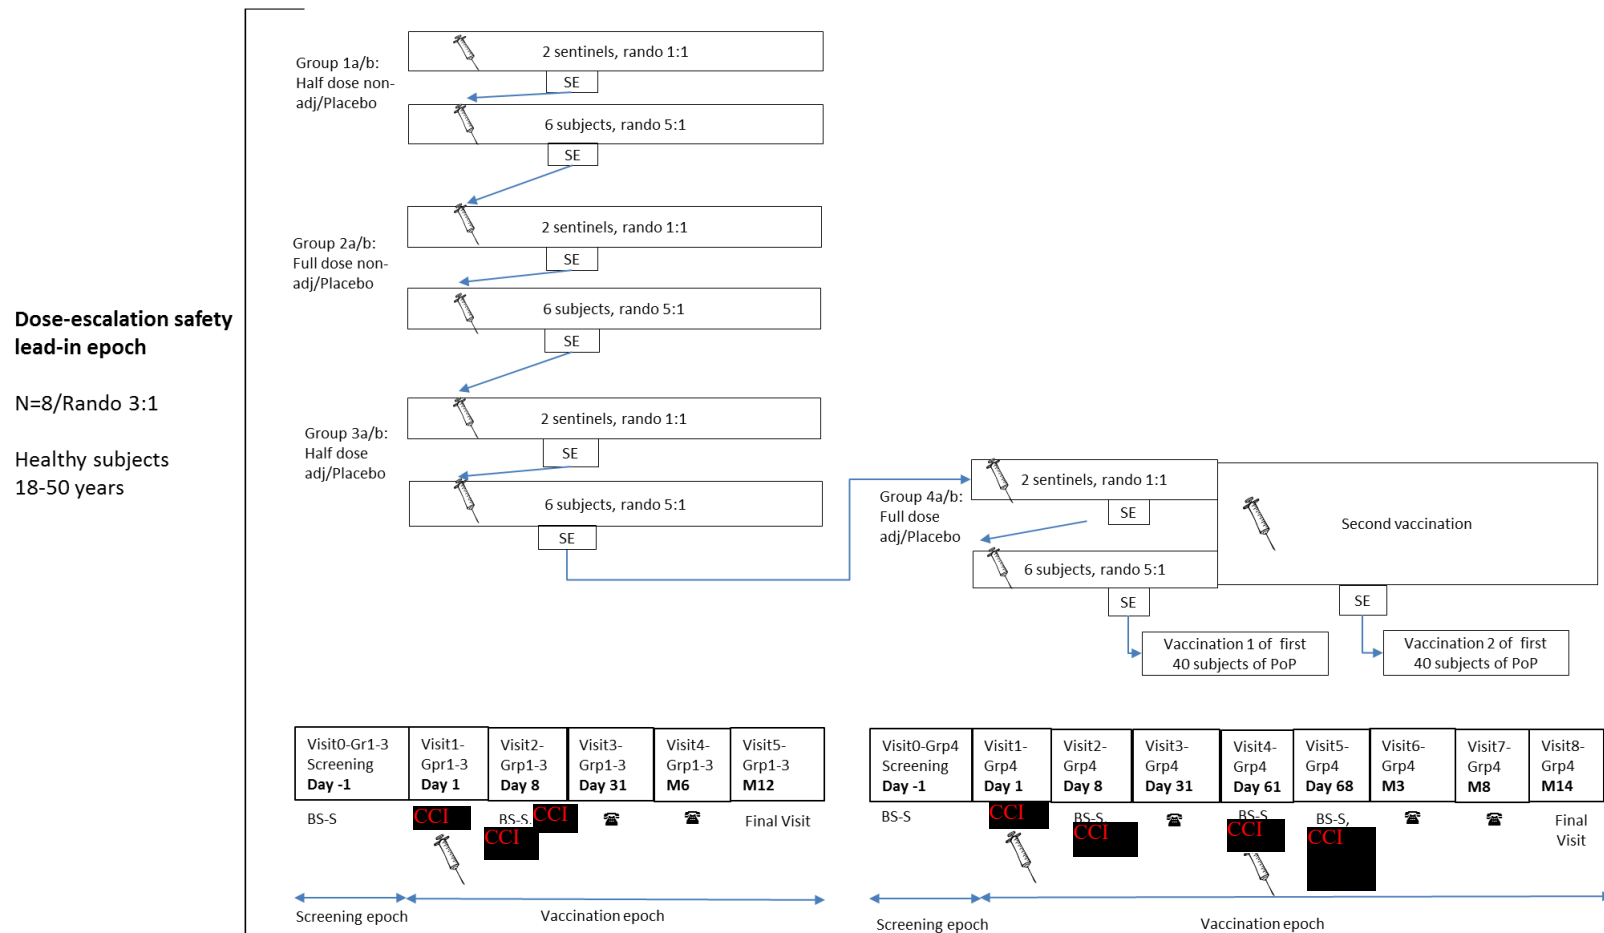 Dose-escalation safety
lead-in epoch
N=8/Rando 3:1
Healthy subjects
18-50 years
Group 1a/b:
Half dose non-
adj/Placebo
2 sentinels, rando 1:1
SE
6 subjects, rando 5:1
SE
Group 2a/b:
Full dose non-
adj/Placebo
2 sentinels, rando 1:1
SE
6 subjects, rando 5:1
SE
Group 3a/b:
Half dose
adj/Placebo
2 sentinels, rando 1:1
SE
6 subjects, rando 5:1
SE
Group 4a/b:
Full dose
adj/Placebo
2 sentinels, rando 1:1
SE
6 subjects, rando 5:1
SE
Second vaccination
SE
Vaccination 1 of first
40 subjects of PoP
Vaccination 2 of first
40 subjects of PoP
Visit0-Gr1-3
Screening
Day -1
Visit1-
Gpr1-3
Day 1
Visit2-
Grp1-3
Day 8
Visit3-
Grp1-3
Day 31
Visit4-
Grp1-3
M6
Visit5-
Grp1-3
M12
BS-S
CCI
BS-S,
CCI
CCI
Final Visit
Screening epoch
Vaccination epoch
Visit0-Grp4
Screening
Day -1
Visit1-
Grp4
Day 1
Visit2-
Grp4
Day 8
Visit3-
Grp4
Day 31
Visit4-
Grp4
Day 61
Visit5-
Grp4
Day 68
Visit6-
Grp4
M3
Visit7-
Grp4
M8
Visit8-
Grp4
M14
BS-S
CCI
BS-S,
CCI
BS-S
CCI
BS-S,
CCI
Final
Visit
Screening epoch
Vaccination epoch